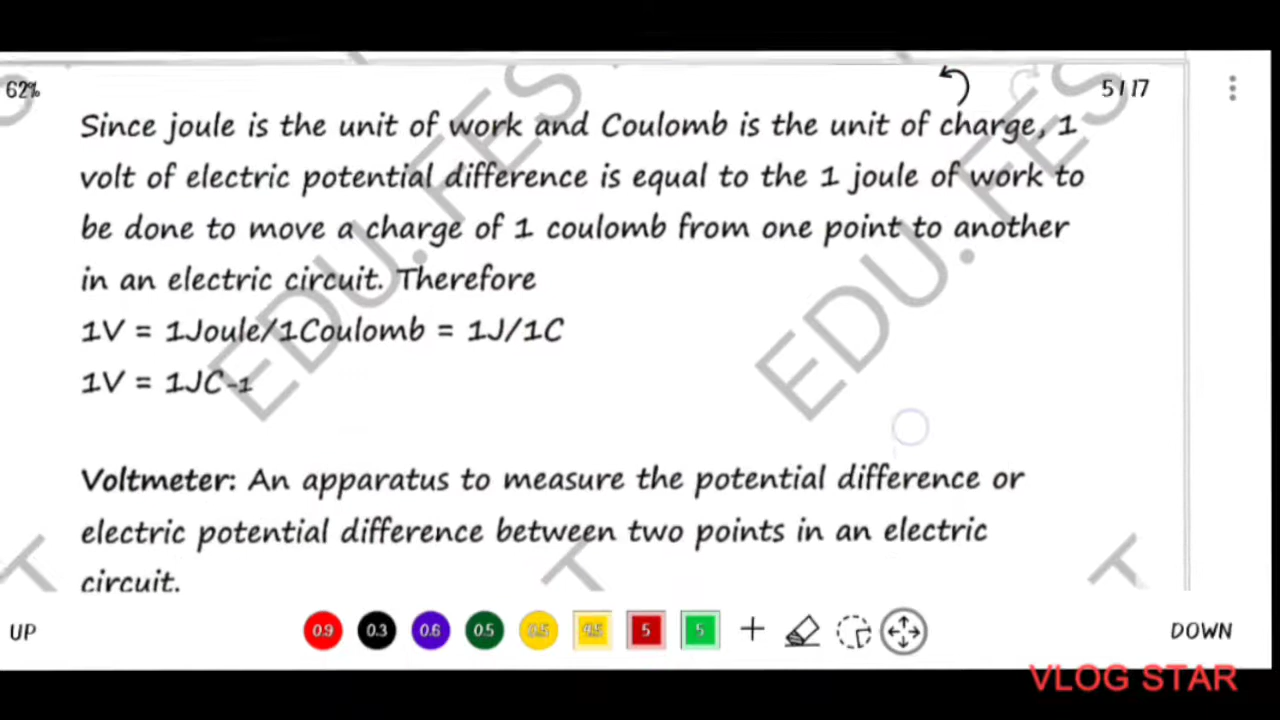 62%
5 / 17
Since joule is the unit of work and Coulomb is the unit of charge, 1
volt of electric potential difference is equal to the 1 joule of work to
be done to move a charge of 1 coulomb from one point to another
in an electric circuit. Therefore
1V = 1Joule/1Coulomb = 1J/1C
1V = 1JC-1
EDU.FES
EDU.FES
Voltmeter: An apparatus to measure the potential difference or
electric potential difference between two points in an electric
circuit.
T
T
T
UP
0.9 0.3 0.6 0.5 5 5
DOWN
VLOG STAR